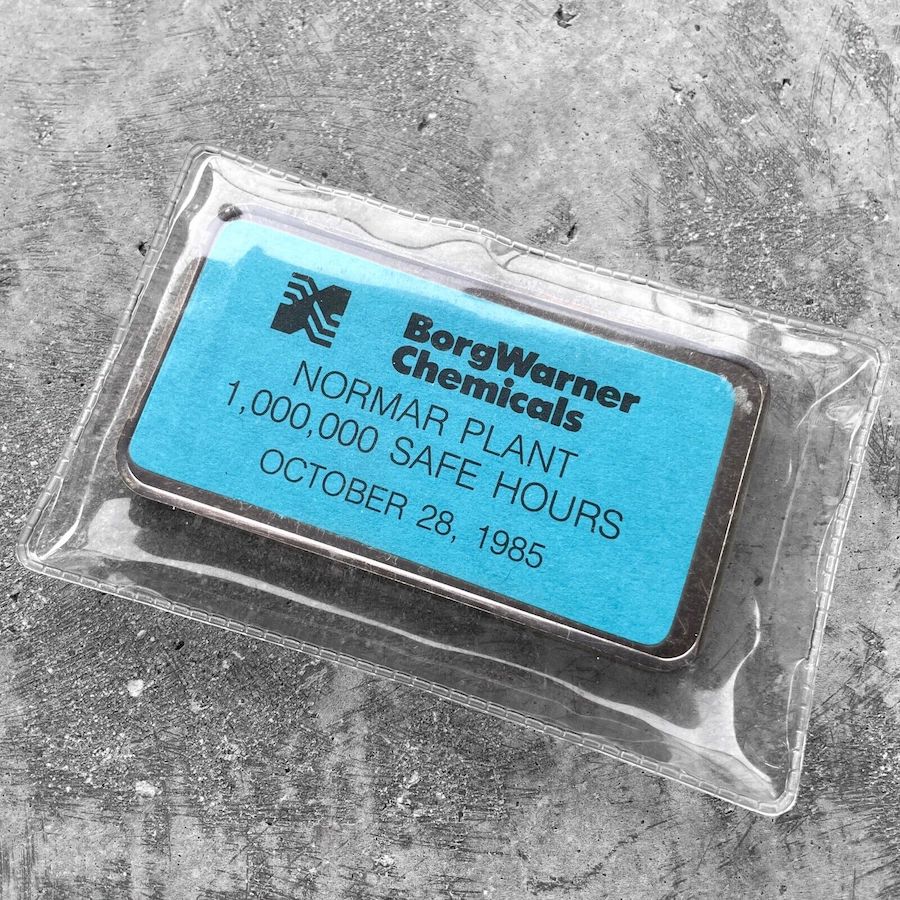 BorgWarner
Chemicals
NORMAR PLANT
1,000,000 SAFE HOURS
OCTOBER 28, 1985